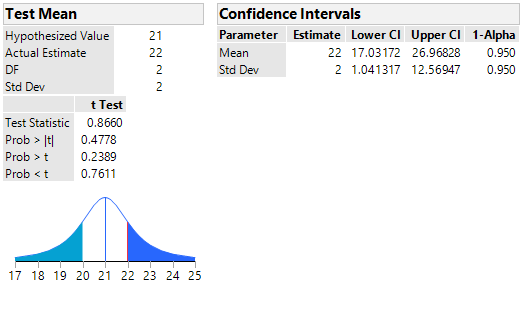 Test Mean
Hypothesized Value 21
Actual Estimate 22
DF 2
Std Dev 2
t Test
Test Statistic 0.8660
Prob > |t| 0.4778
Prob > t 0.2389
Prob < t 0.7611
17 18 19 20 21 22 23 24 25
Confidence Intervals
Parameter Estimate Lower CI Upper CI 1-Alpha
Mean 22 17.03172 26.96828 0.950
Std Dev 2 1.041317 12.56947 0.950